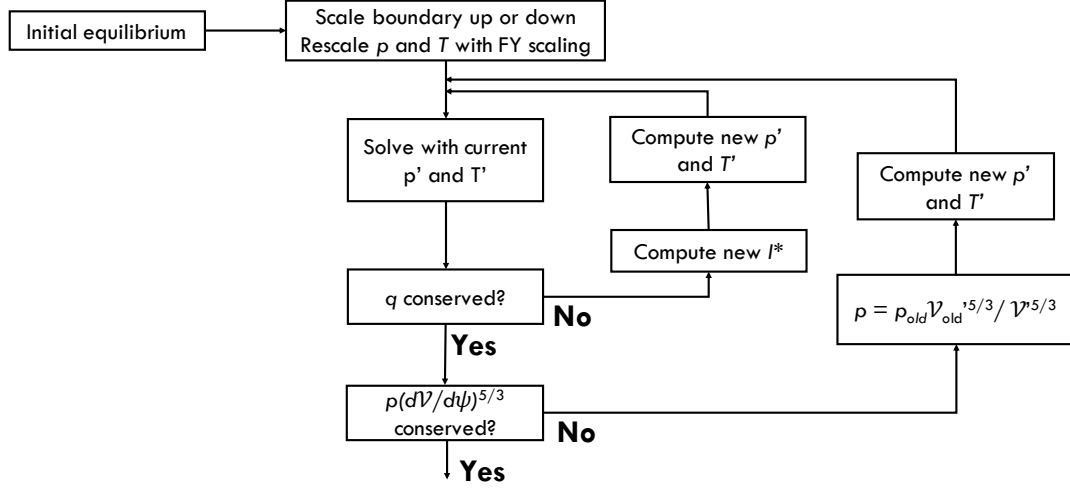 Initial equilibrium
Scale boundary up or down
Rescale p and T with FY scaling
Solve with current
p' and T'
Compute new p'
and T'
Compute new p'
and T'
Compute new I*
q conserved?
No
p = p_old 𝒱_old'^5/3 / 𝒱'^5/3
Yes
p(d𝒱/dψ)^5/3
conserved?
No
Yes